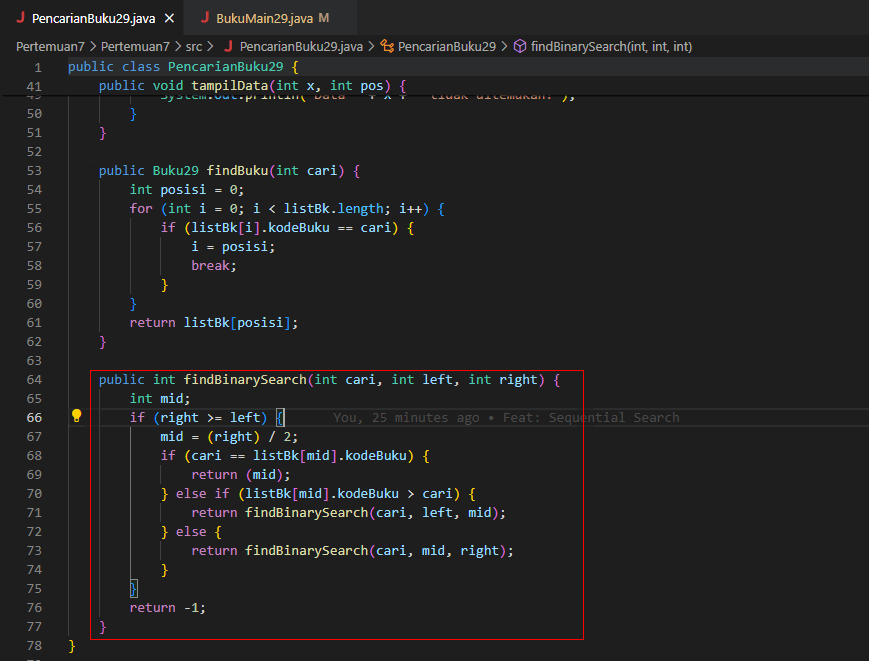 PencarianBuku29.java
BukuMain29.java M
Pertemuan7 > Pertemuan7 > src > PencarianBuku29.java > PencarianBuku29 > findBinarySearch(int, int, int)
1 public class PencarianBuku29 {
41 public void tampilData(int x, int pos) {
50 }
51 }
52
53 public Buku29 findBuku(int cari) {
54 int posisi = 0;
55 for (int i = 0; i < listBk.length; i++) {
56 if (listBk[i].kodeBuku == cari) {
57 i = posisi;
58 break;
59 }
60 }
61 return listBk[posisi];
62 }
63
64 public int findBinarySearch(int cari, int left, int right) {
65 int mid;
66 if (right >= left) { You, 25 minutes ago • Feat: Sequential Search
67 mid = (right) / 2;
68 if (cari == listBk[mid].kodeBuku) {
69 return (mid);
70 } else if (listBk[mid].kodeBuku > cari) {
71 return findBinarySearch(cari, left, mid);
72 } else {
73 return findBinarySearch(cari, mid, right);
74 }
75 }
76 return -1;
77 }
78 }